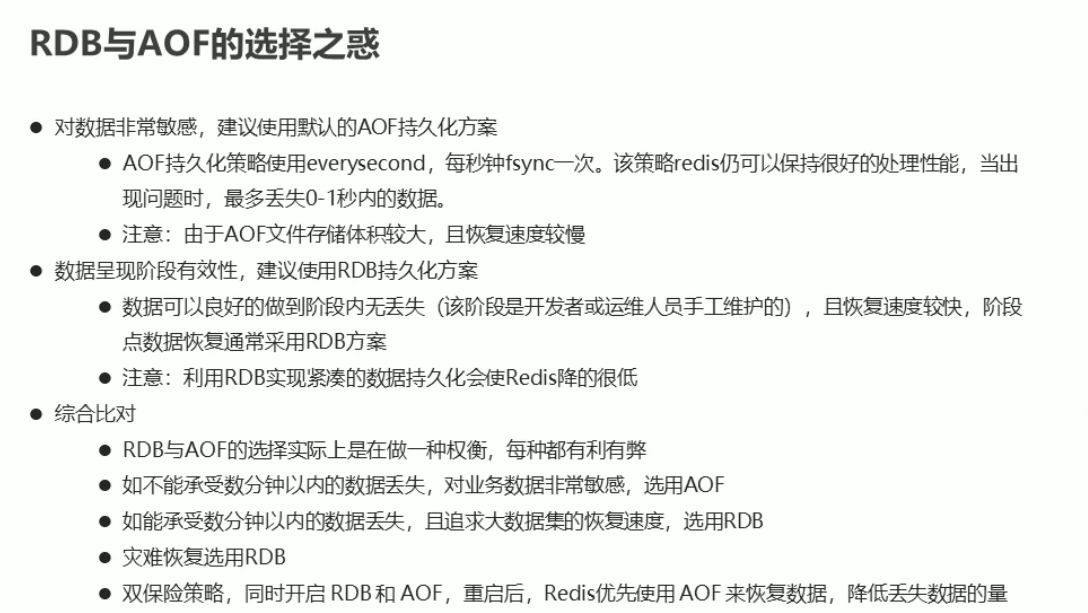 RDB与AOF的选择之惑
● 对数据非常敏感，建议使用默认的AOF持久化方案
● AOF持久化策略使用everysecond，每秒钟fsync一次。该策略redis仍可以保持很好的处理性能，当出
现问题时，最多丢失0-1秒内的数据。
● 注意：由于AOF文件存储体积较大，且恢复速度较慢
● 数据呈现阶段有效性，建议使用RDB持久化方案
● 数据可以良好的做到阶段内无丢失（该阶段是开发者或运维人员手工维护的），且恢复速度较快，阶段
点数据恢复通常采用RDB方案
● 注意：利用RDB实现紧凑的数据持久化会使Redis降的很低
● 综合比对
● RDB与AOF的选择实际上是在做一种权衡，每种都有利有弊
● 如不能承受数分钟以内的数据丢失，对业务数据非常敏感，选用AOF
● 如能承受数分钟以内的数据丢失，且追求大数据集的恢复速度，选用RDB
● 灾难恢复选用RDB
● 双保险策略，同时开启 RDB 和 AOF，重启后，Redis优先使用 AOF 来恢复数据，降低丢失数据的量